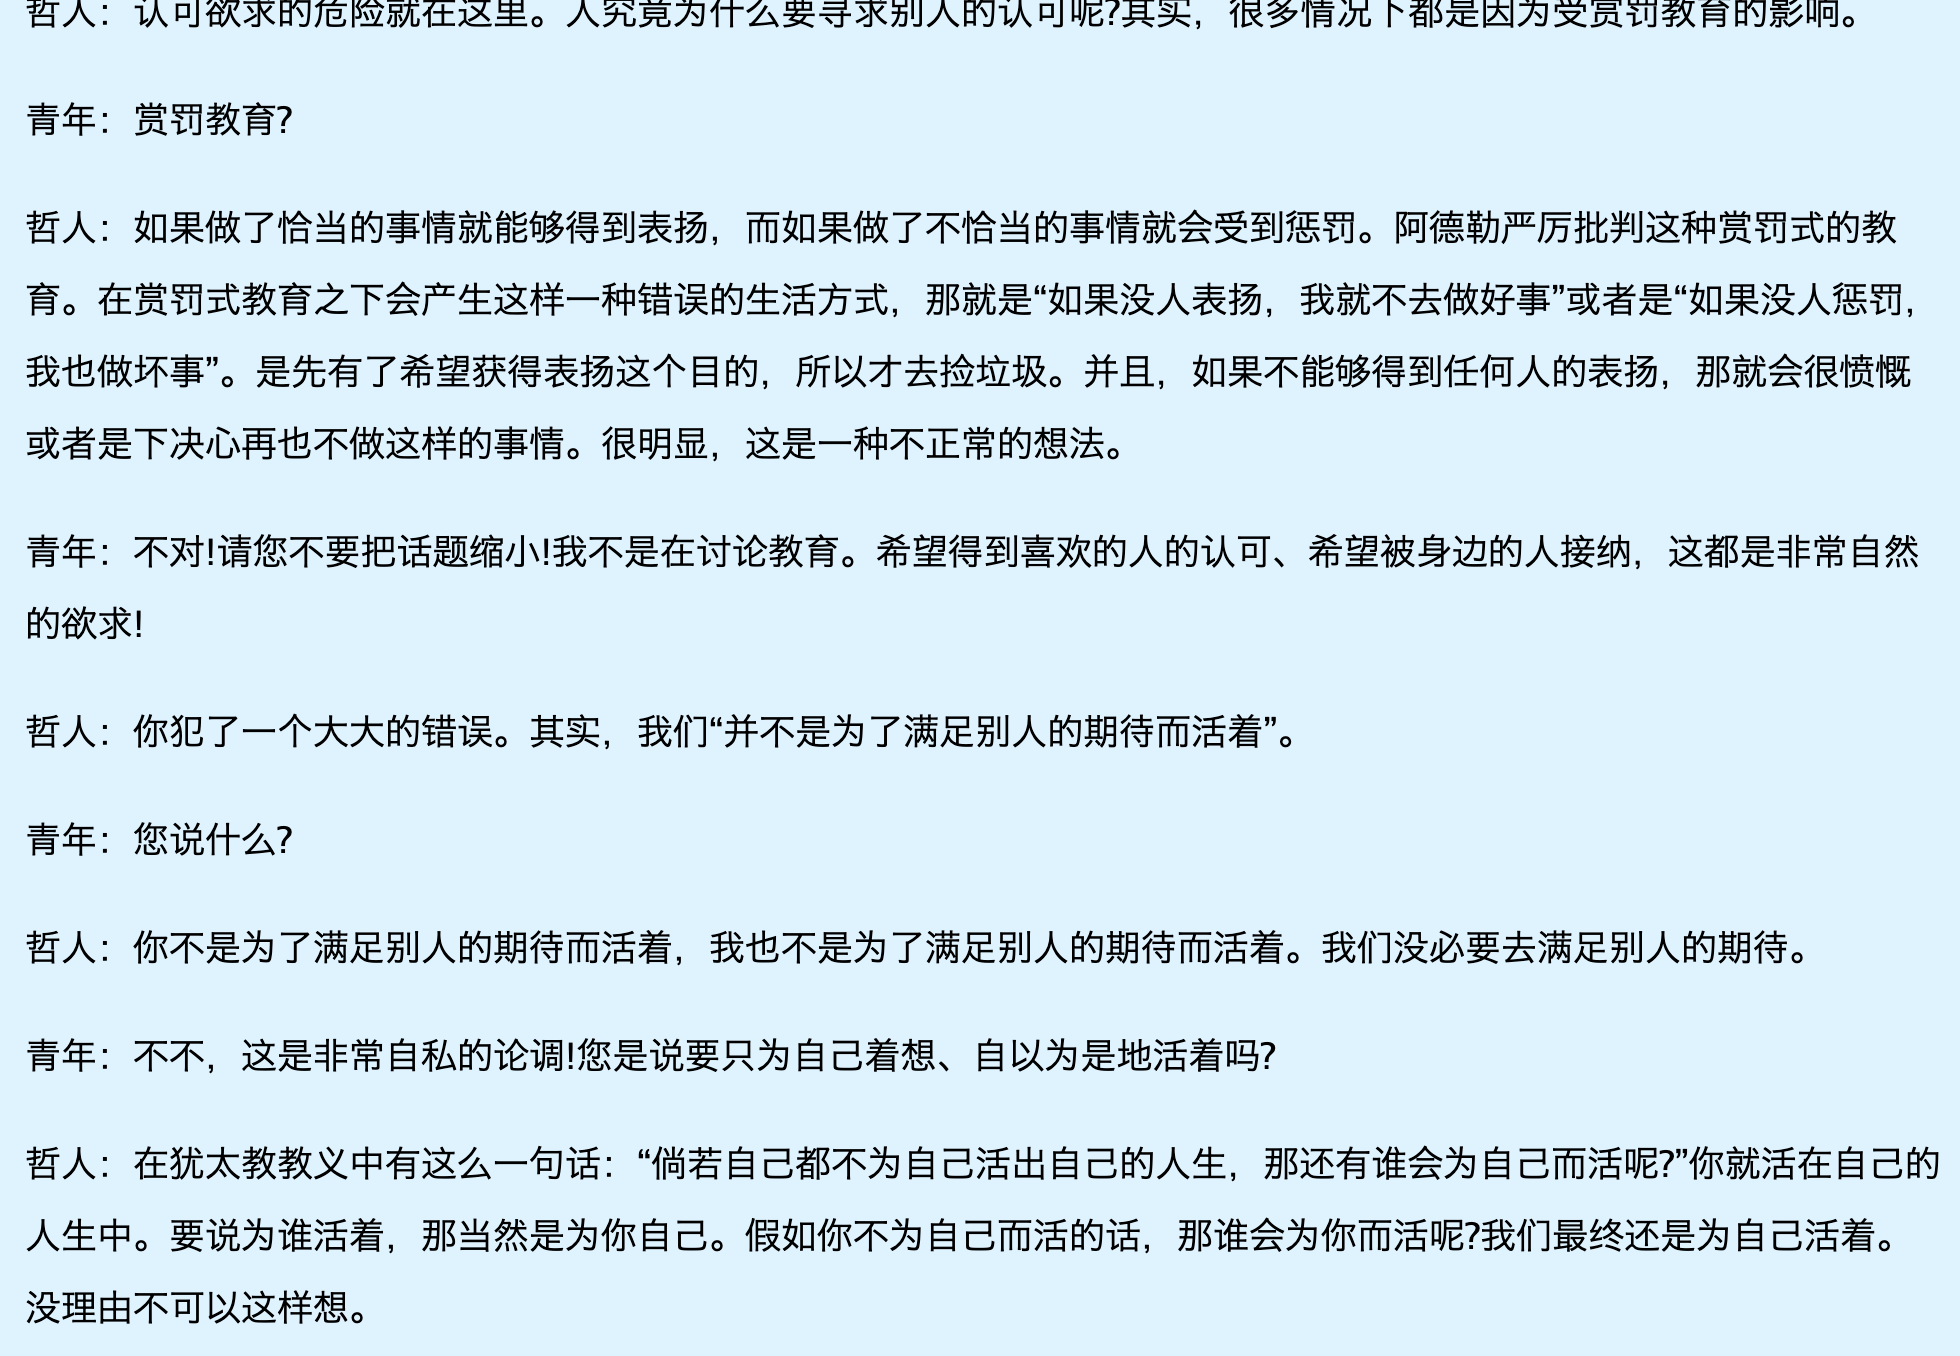 哲人：认可欲求的危险就在这里。人究竟为什么要寻求别人的认可呢?其实，很多情况下都是因为受赏罚教育的影响。
青年：赏罚教育?
哲人：如果做了恰当的事情就能够得到表扬，而如果做了不恰当的事情就会受到惩罚。阿德勒严厉批判这种赏罚式的教
育。在赏罚式教育之下会产生这样一种错误的生活方式，那就是“如果没人表扬，我就不去做好事”或者是“如果没人惩罚，
我也做坏事”。是先有了希望获得表扬这个目的，所以才去捡垃圾。并且，如果不能够得到任何人的表扬，那就会很愤慨
或者是下决心再也不做这样的事情。很明显，这是一种不正常的想法。
青年：不对!请您不要把话题缩小!我不是在讨论教育。希望得到喜欢的人的认可、希望被身边的人接纳，这都是非常自然
的欲求!
哲人：你犯了一个大大的错误。其实，我们“并不是为了满足别人的期待而活着”。
青年：您说什么?
哲人：你不是为了满足别人的期待而活着，我也不是为了满足别人的期待而活着。我们没必要去满足别人的期待。
青年：不不，这是非常自私的论调!您是说要只为自己着想、自以为是地活着吗?
哲人：在犹太教教义中有这么一句话：“倘若自己都不为自己活出自己的人生，那还有谁会为自己而活呢?”你就活在自己的
人生中。要说为谁活着，那当然是为你自己。假如你不为自己而活的话，那谁会为你而活呢?我们最终还是为自己活着。
没理由不可以这样想。